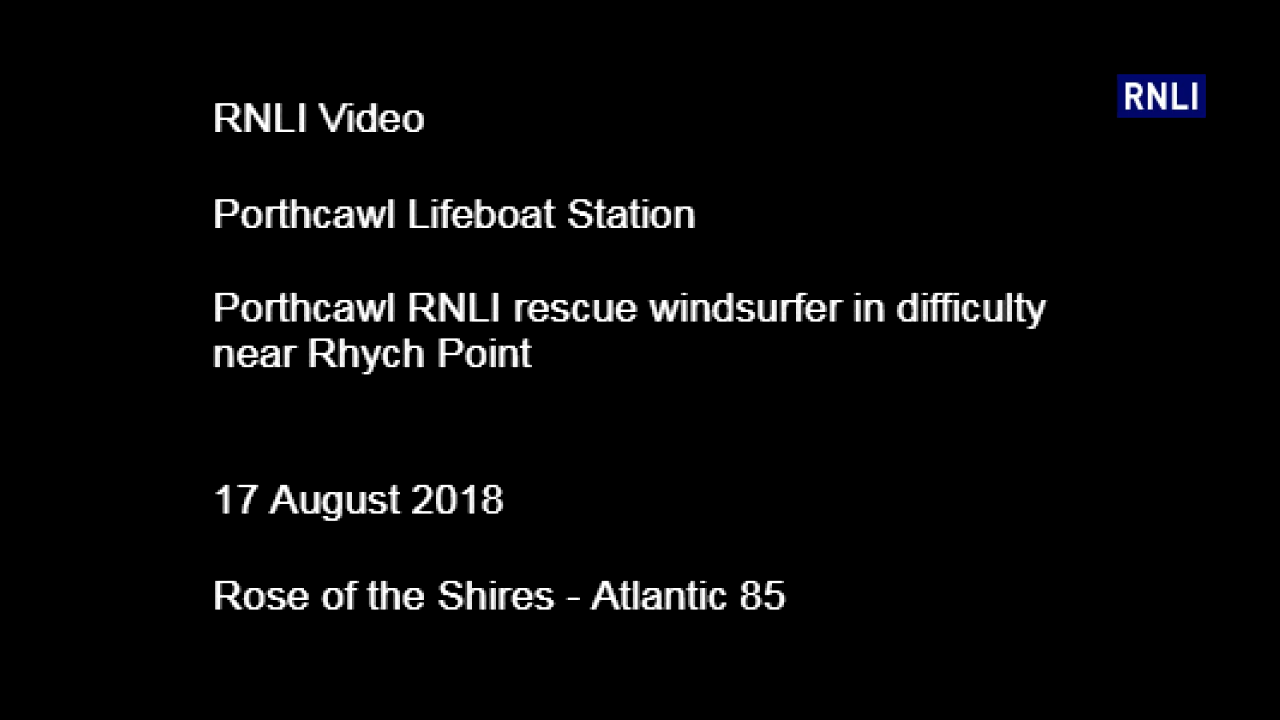 RNLI Video
RNLI
Porthcawl Lifeboat Station
Porthcawl RNLI rescue windsurfer in difficulty
near Rhych Point
17 August 2018
Rose of the Shires - Atlantic 85